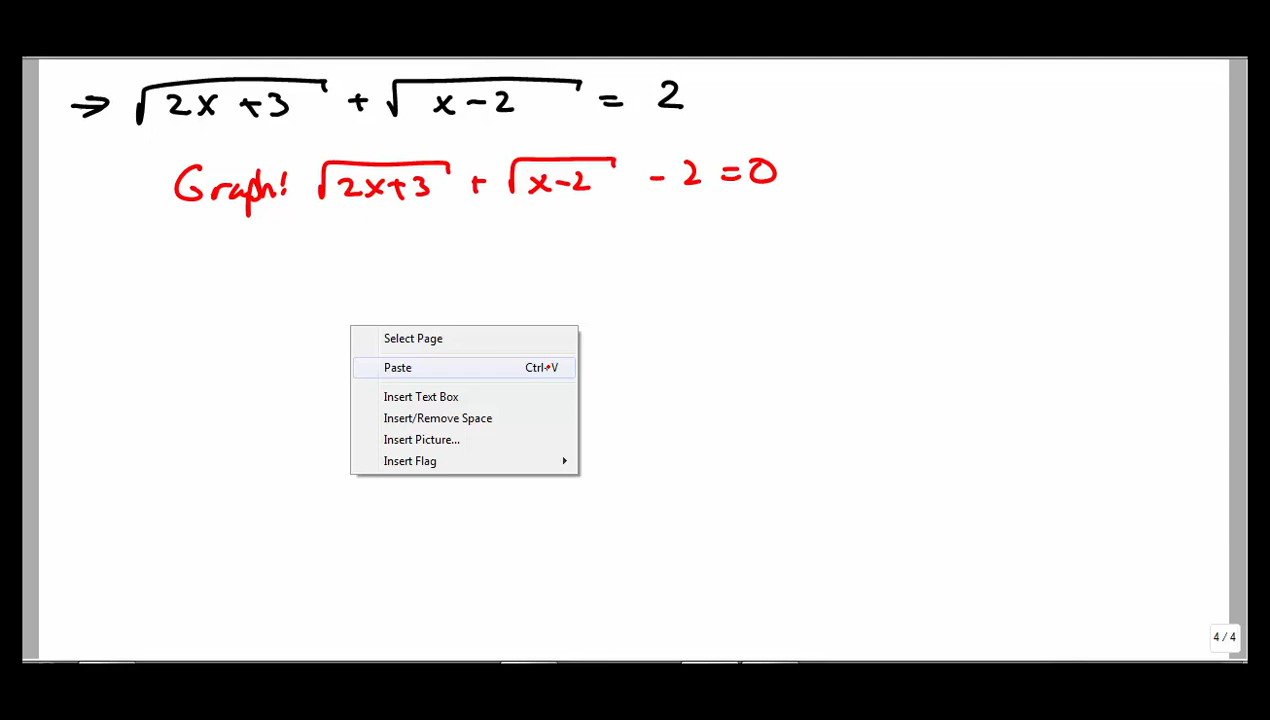 ⇒ √(2x+3) + √(x-2) = 2
Graph! √(2x+3) + √(x-2) - 2 = 0
Select Page
Paste Ctrl+V
Insert Text Box
Insert/Remove Space
Insert Picture...
Insert Flag
4 / 4